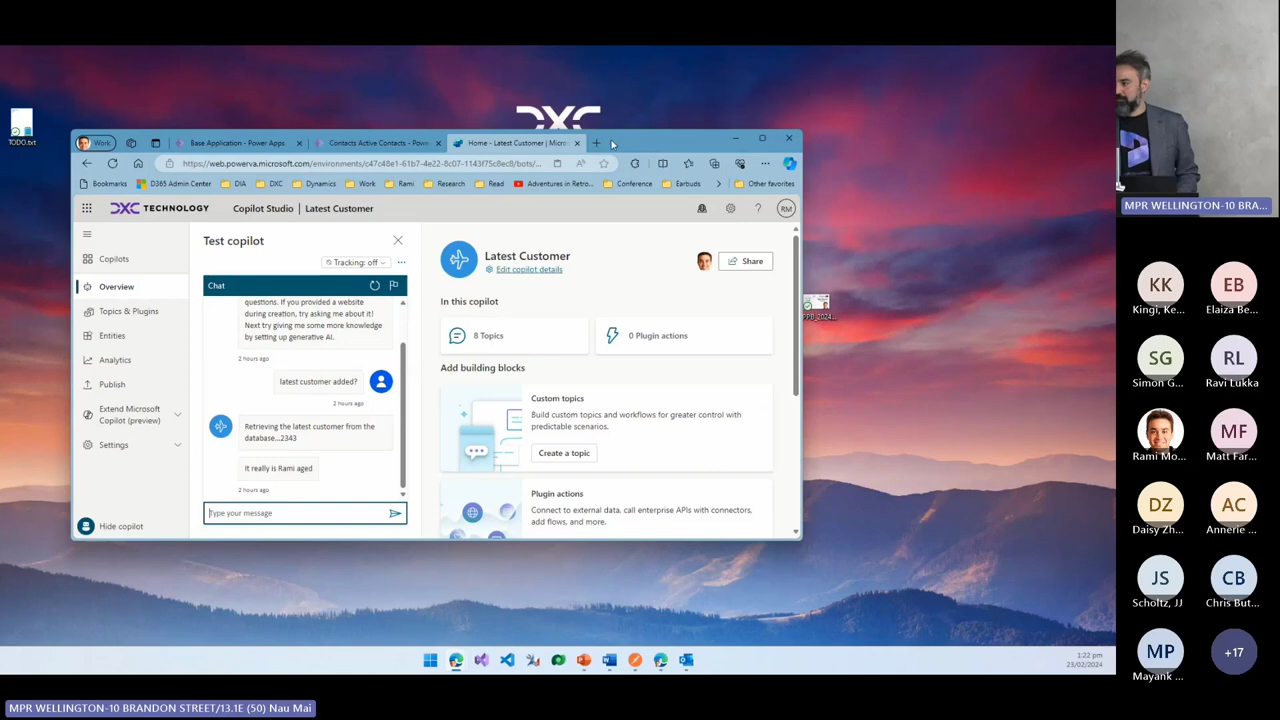 TODO.txt
DXC
Work
Base Application - Power Apps
Contacts Active Contacts - Pow
Home - Latest Customer | Micro
https://web.powerva.microsoft.com/environments/c47c48e1-61b7-4e22-8c07-1143f75c8ec8/bots/...
Bookmarks
D365 Admin Center
DIA
DXC
Dynamics
Work
Rami
Research
Read
Adventures in Retro...
Conference
Earbuds
Other favorites
DXC TECHNOLOGY
Copilot Studio | Latest Customer
RM
Copilots
Overview
Topics & Plugins
Entities
Analytics
Publish
Extend Microsoft
Copilot (preview)
Settings
Hide copilot
Test copilot
Tracking: off
Chat
questions. If you provided a website
during creation, try asking me about it!
Next try giving me some more knowledge
by setting up generative AI.
2 hours ago
latest customer added?
2 hours ago
Retrieving the latest customer from the
database...2343
It really is Rami aged
2 hours ago
Type your message
Latest Customer
Edit copilot details
Share
In this copilot
8 Topics
0 Plugin actions
Add building blocks
Custom topics
Build custom topics and workflows for greater control with
predictable scenarios.
Create a topic
Plugin actions
Connect to external data, call enterprise APIs with connectors,
add flows, and more.
PPB_2024...
1:22 pm
23/02/2024
MPR WELLINGTON-10 BRA...
KK
Kingi, Ke...
EB
Elaiza Be...
SG
Simon G...
RL
Ravi Lukka
Rami Mo...
MF
Matt Far...
DZ
Daisy Zh...
AC
Annerie ...
JS
Scholtz, JJ
CB
Chris But...
MP
Mayank ...
+17
MPR WELLINGTON-10 BRANDON STREET/13.1E (50) Nau Mai